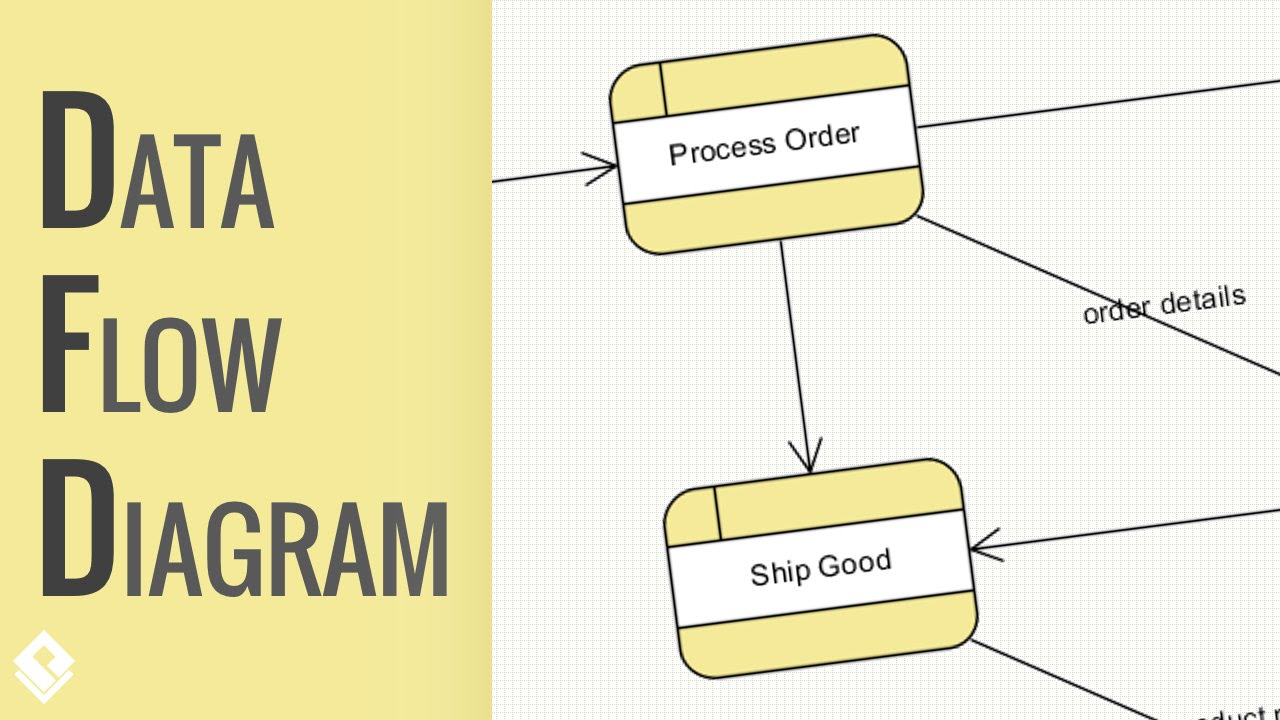 DATA
FLOW
DIAGRAM
Process Order
order details
Ship Good